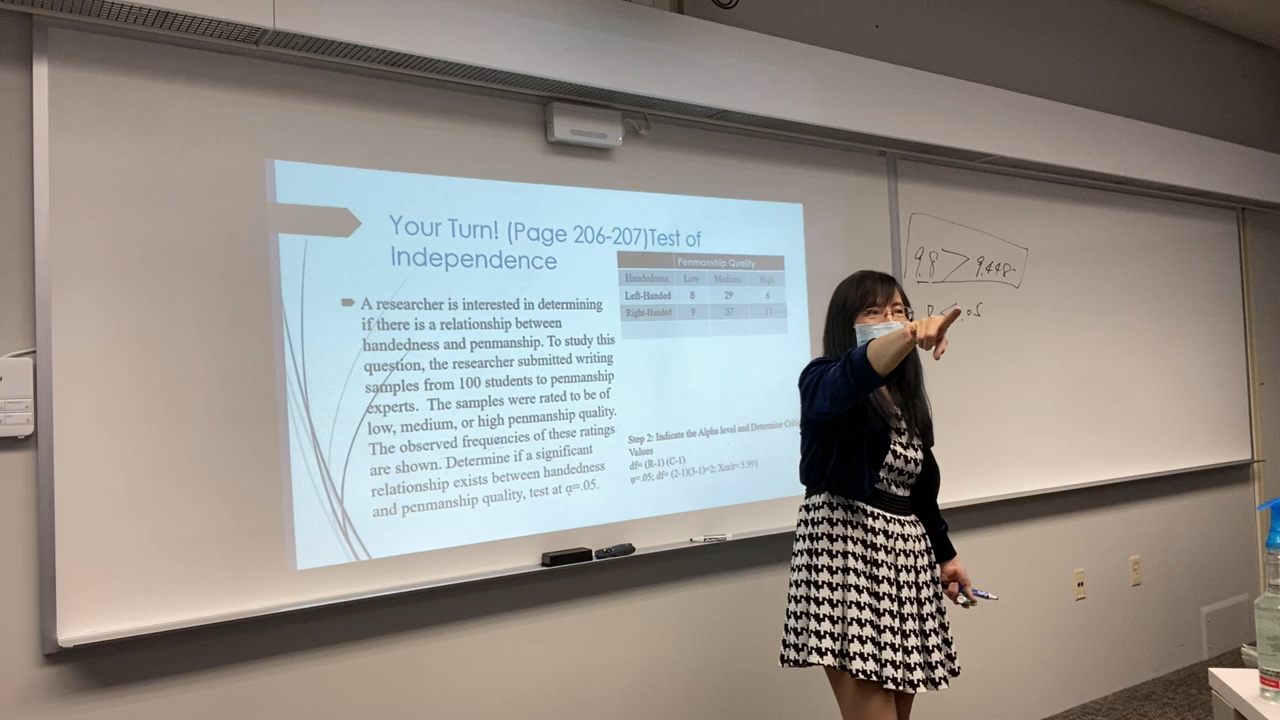 Your Turn! (Page 206-207)Test of
Independence
A researcher is interested in determining
if there is a relationship between
handedness and penmanship. To study this
question, the researcher submitted writing
samples from 100 students to penmanship
experts. The samples were rated to be of
low, medium, or high penmanship quality.
The observed frequencies of these ratings
are shown. Determine if a significant
relationship exists between handedness
and penmanship quality, test at φ=.05.
Penmanship Quality
Handedness Low Medium High
Left-Handed 8 29 6
Right-Handed 9 37 11
Step 2: Indicate the Alpha level and Determine
Values
df= (R-1) (C-1)
φ=.05; df= (2-1)(3-1)=2; Xcrit= 5.991
9.8 > 9.448
P < .05